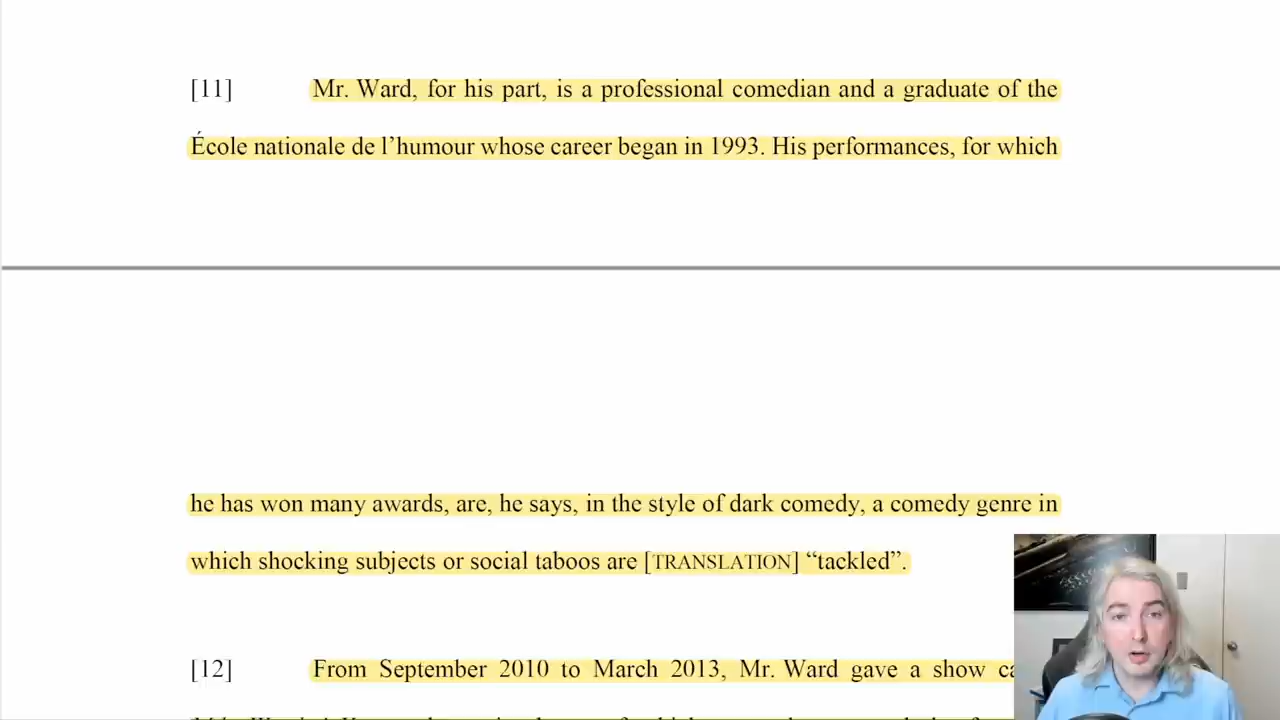 [11] Mr. Ward, for his part, is a professional comedian and a graduate of the
École nationale de l’humour whose career began in 1993. His performances, for which
he has won many awards, are, he says, in the style of dark comedy, a comedy genre in
which shocking subjects or social taboos are [TRANSLATION] “tackled”.
[12] From September 2010 to March 2013, Mr. Ward gave a show